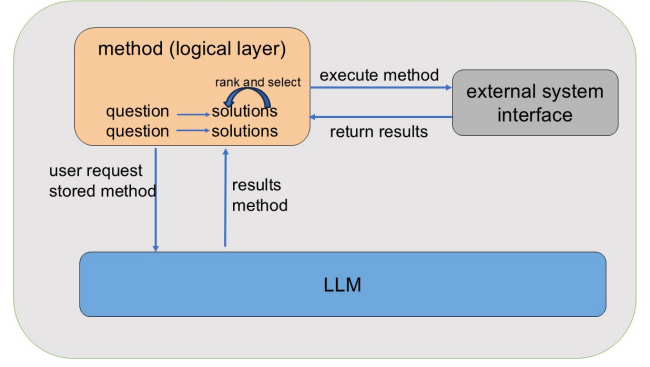 method (logical layer)
rank and select
question solutions
question solutions
execute method
return results
external system
interface
user request
stored method
results
method
LLM